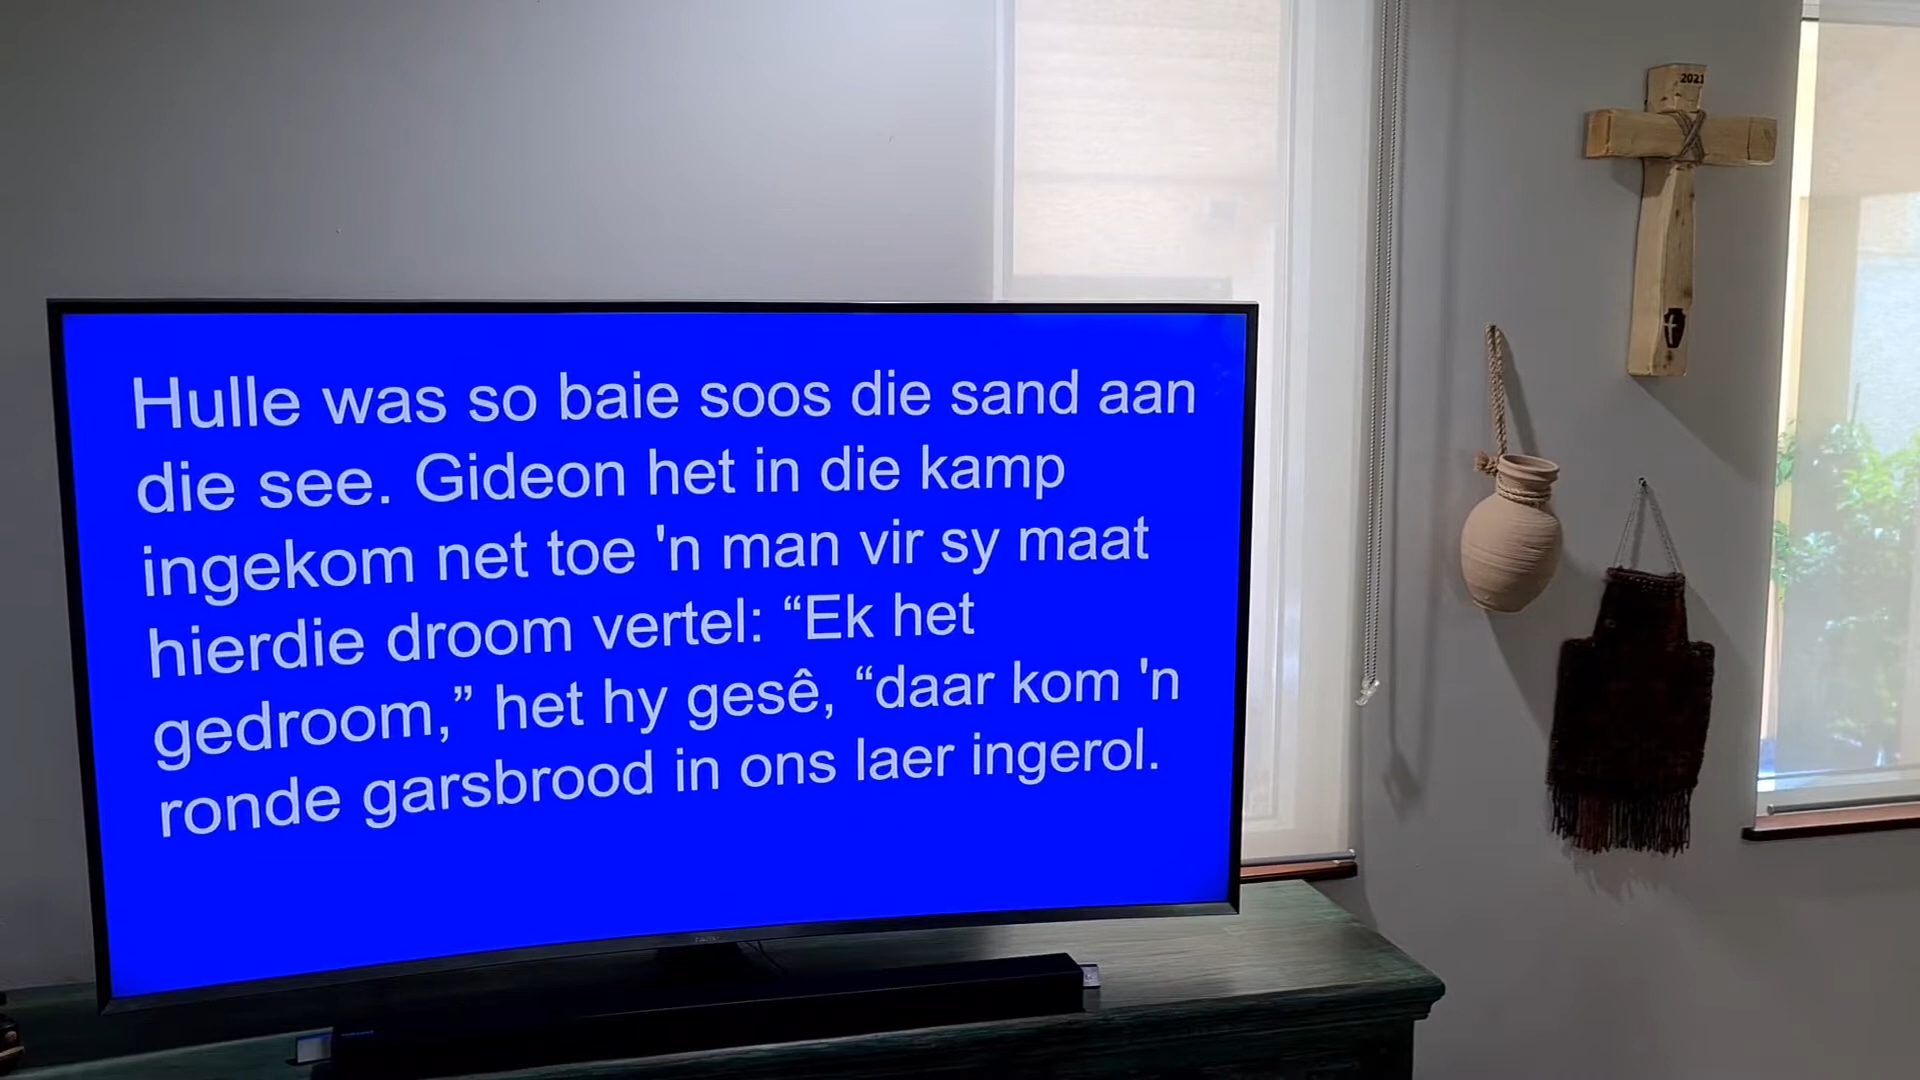 Hulle was so baie soos die sand aan
die see. Gideon het in die kamp
ingekom net toe 'n man vir sy maat
hierdie droom vertel: “Ek het
gedroom,” het hy gesê, “daar kom 'n
ronde garsbrood in ons laer ingerol.
2021